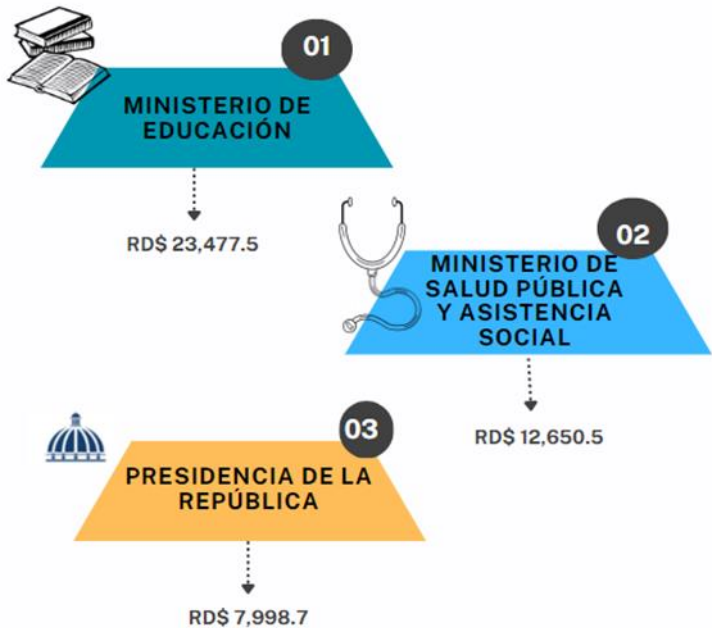 01
MINISTERIO DE
EDUCACIÓN
RD$ 23,477.5
02
MINISTERIO DE
SALUD PÚBLICA
Y ASISTENCIA
SOCIAL
RD$ 12,650.5
03
PRESIDENCIA DE LA
REPÚBLICA
RD$ 7,998.7